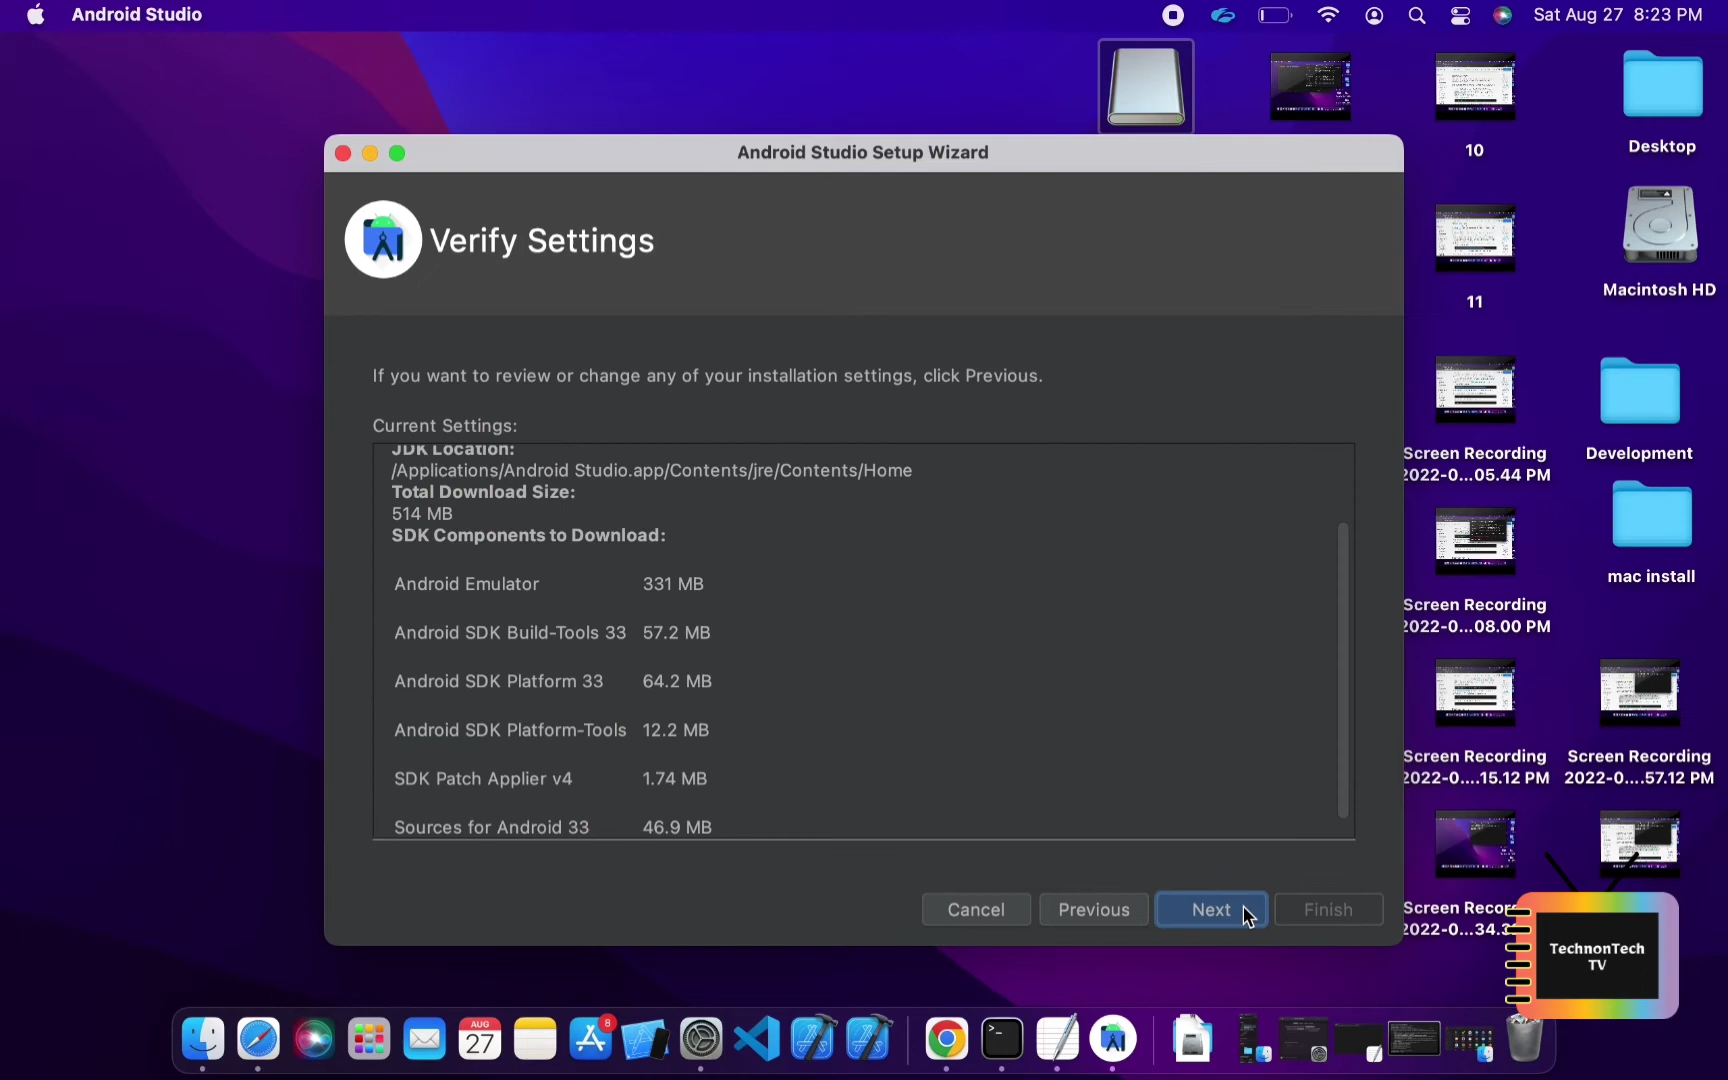 Android Studio
Sat Aug 27 8:23 PM
Android Studio Setup Wizard
Verify Settings
If you want to review or change any of your installation settings, click Previous.
Current Settings:
JDK Location:
/Applications/Android Studio.app/Contents/jre/Contents/Home
Total Download Size:
514 MB
SDK Components to Download:
Android Emulator 331 MB
Android SDK Build-Tools 33 57.2 MB
Android SDK Platform 33 64.2 MB
Android SDK Platform-Tools 12.2 MB
SDK Patch Applier v4 1.74 MB
Sources for Android 33 46.9 MB
Cancel Previous Next Finish
10
Desktop
11
Macintosh HD
Screen Recording
2022-0...05.44 PM
Development
Screen Recording
2022-0...08.00 PM
mac install
Screen Recording
2022-0....15.12 PM
Screen Recording
2022-0....57.12 PM
Screen Recor
2022-0....34.3
TechnonTech
TV
AUG
27
8